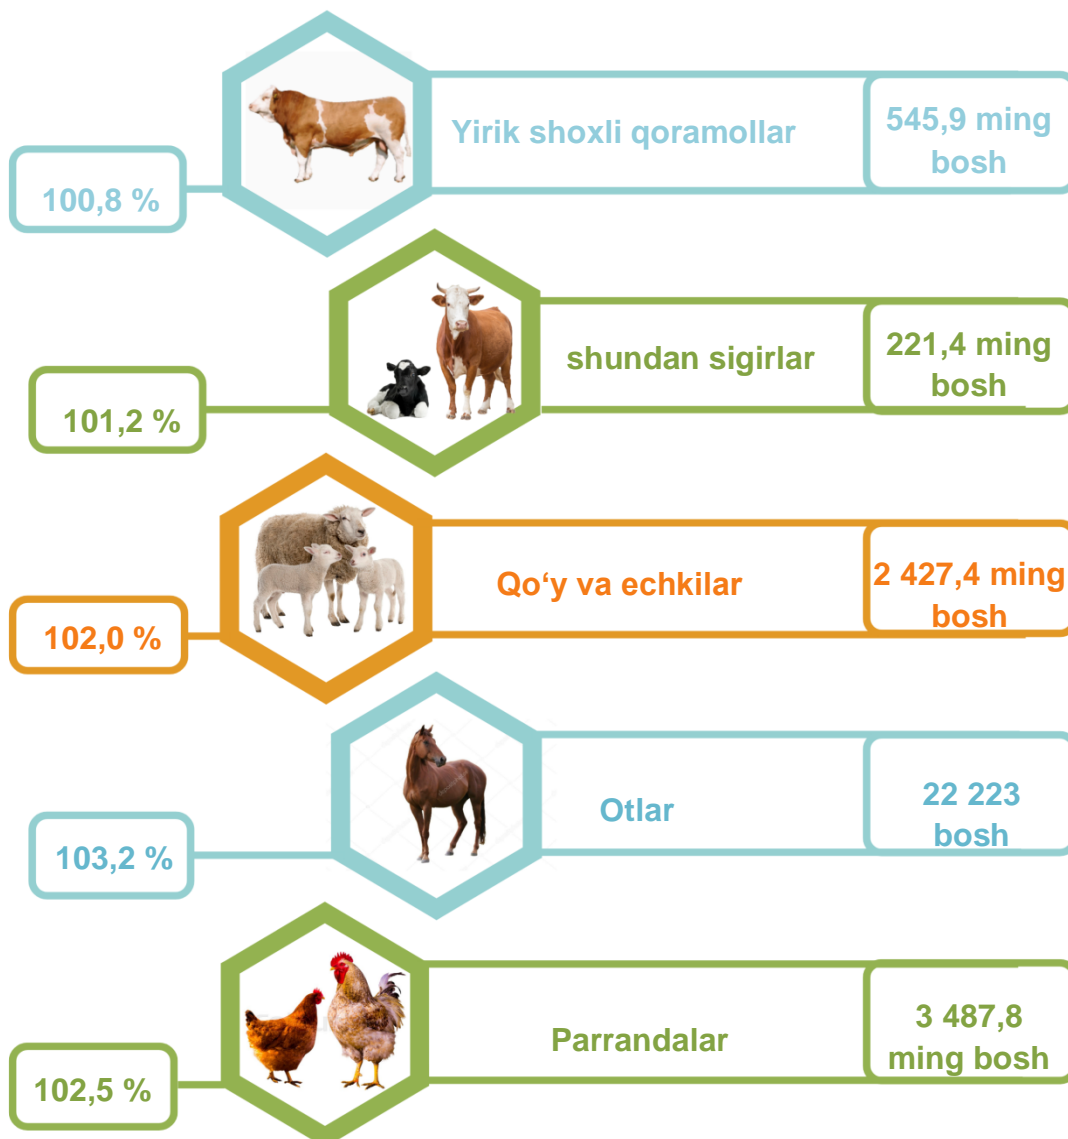 Yirik shoxli qoramollar
545,9 ming
bosh
100,8 %
shundan sigirlar
221,4 ming
bosh
101,2 %
Qo‘y va echkilar
2 427,4 ming
bosh
102,0 %
Otlar
22 223
bosh
103,2 %
Parrandalar
3 487,8
ming bosh
102,5 %